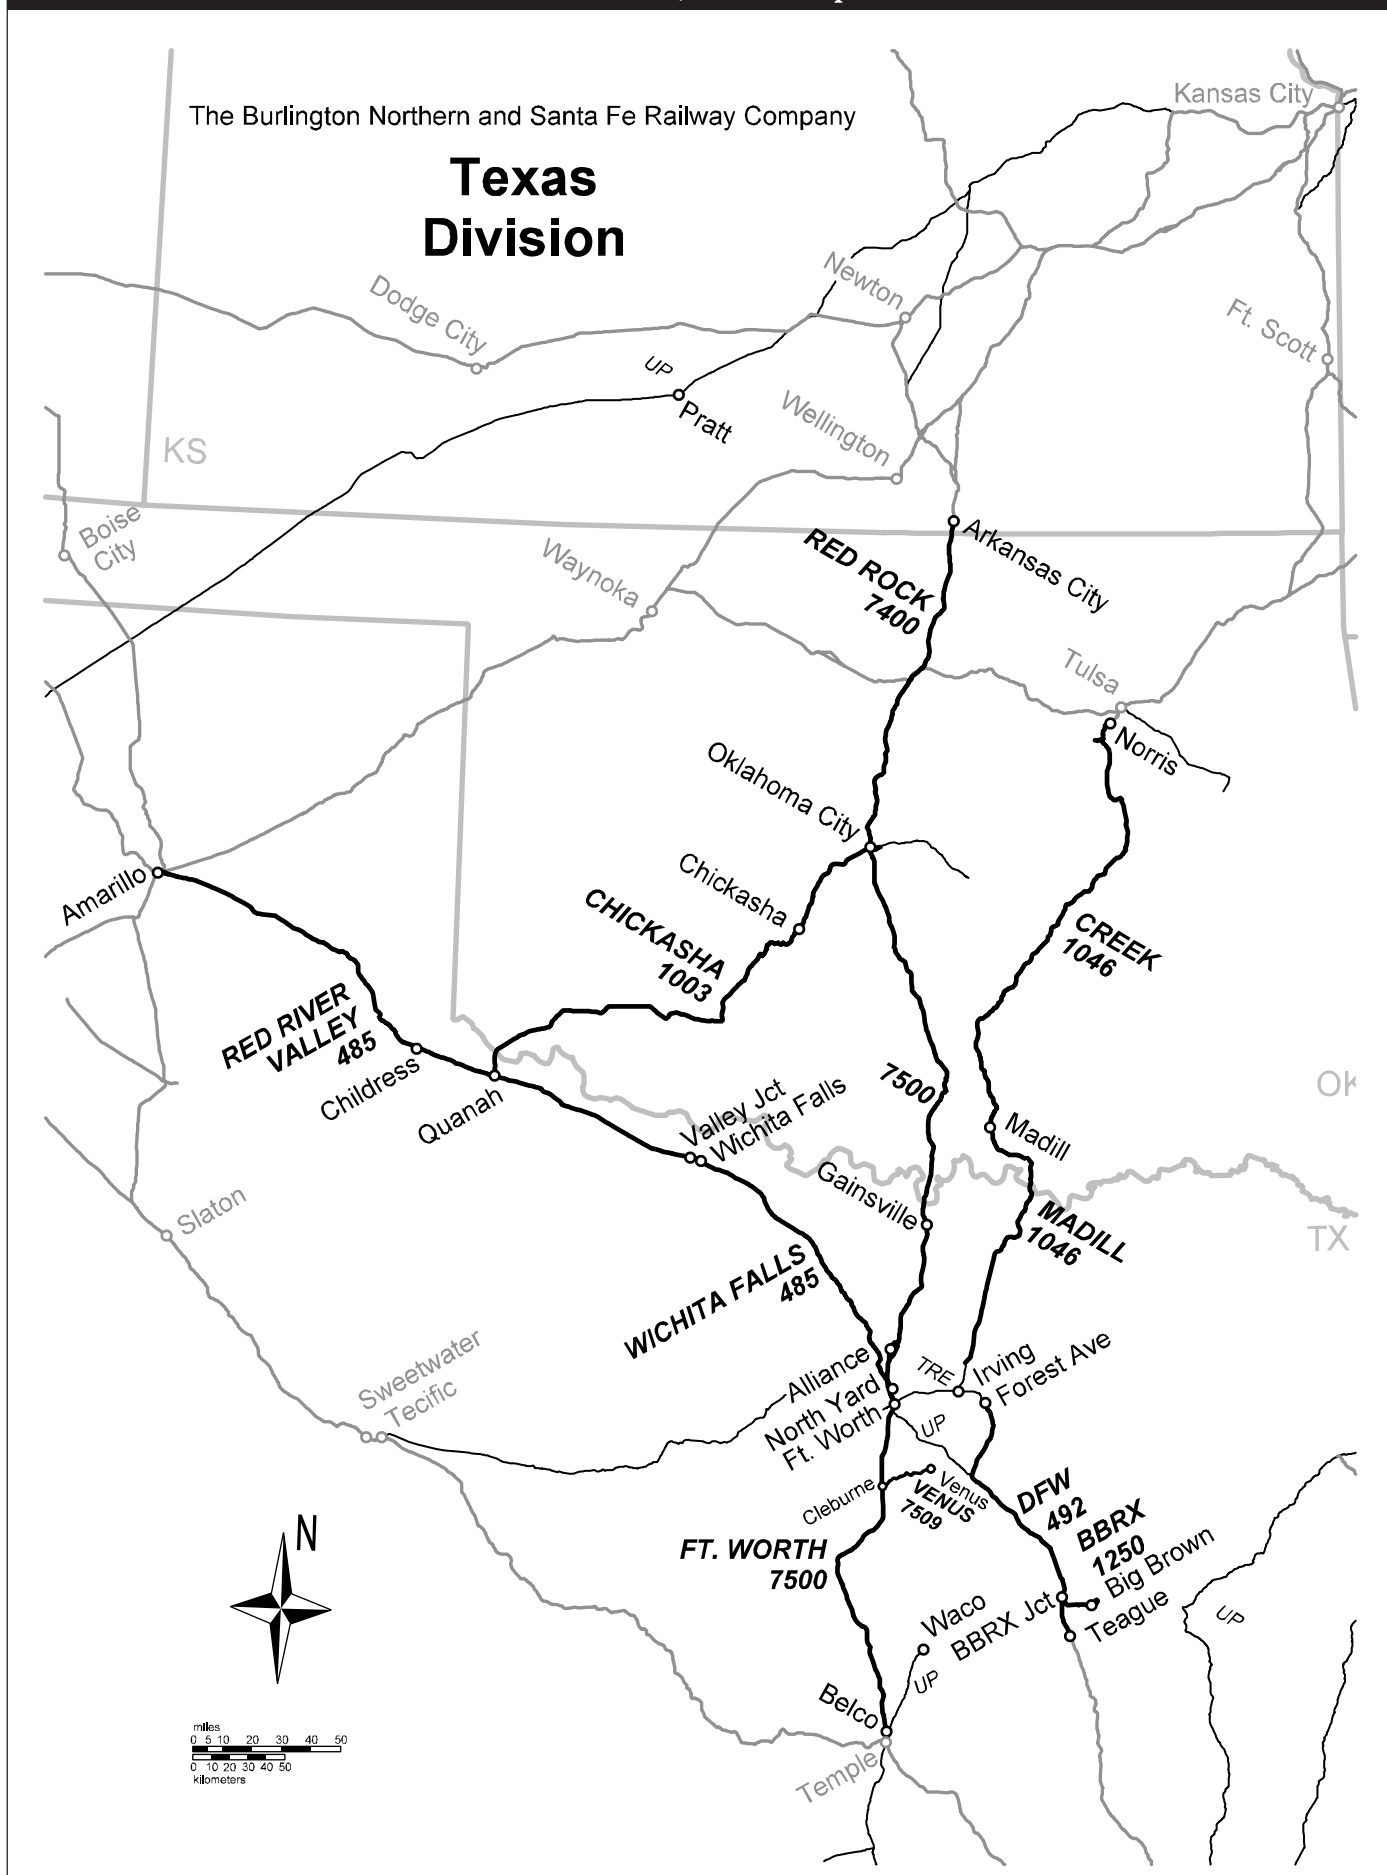 Kansas City
The Burlington Northern and Santa Fe Railway Company
Texas
Division
Newton
Dodge City
Ft. Scott
UP
Pratt
Wellington
KS
Boise
City
Arkansas City
RED ROCK
7400
Waynoka
Tulsa
Norris
Oklahoma City
Chickasha
Amarillo
CHICKASHA
1003
CREEK
1046
RED RIVER
VALLEY
485
Childress
Quanah
7500
OK
Valley Jct
Wichita Falls
Madill
Gainsville
Slaton
MADILL
1046
TX
WICHITA FALLS
485
Sweetwater
Tecific
Alliance
North Yard
Ft. Worth
TRE
Irving
Forest Ave
UP
Cleburne
Venus
VENUS
7509
DFW
492
BBRX
1250
Big Brown
N
FT. WORTH
7500
Waco
BBRX Jct
Teague
UP
UP
Belco
Temple
miles
0 5 10 20 30 40 50
0 10 20 30 40 50
kilometers